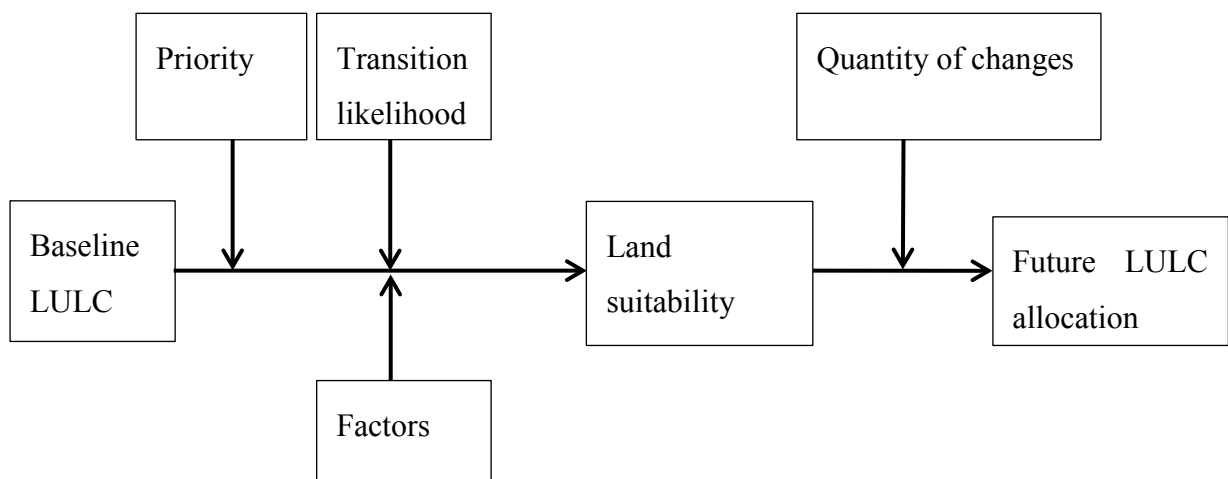 Priority
Transition
likelihood
Quantity of changes
Baseline
LULC
Land
suitability
Future LULC
allocation
Factors